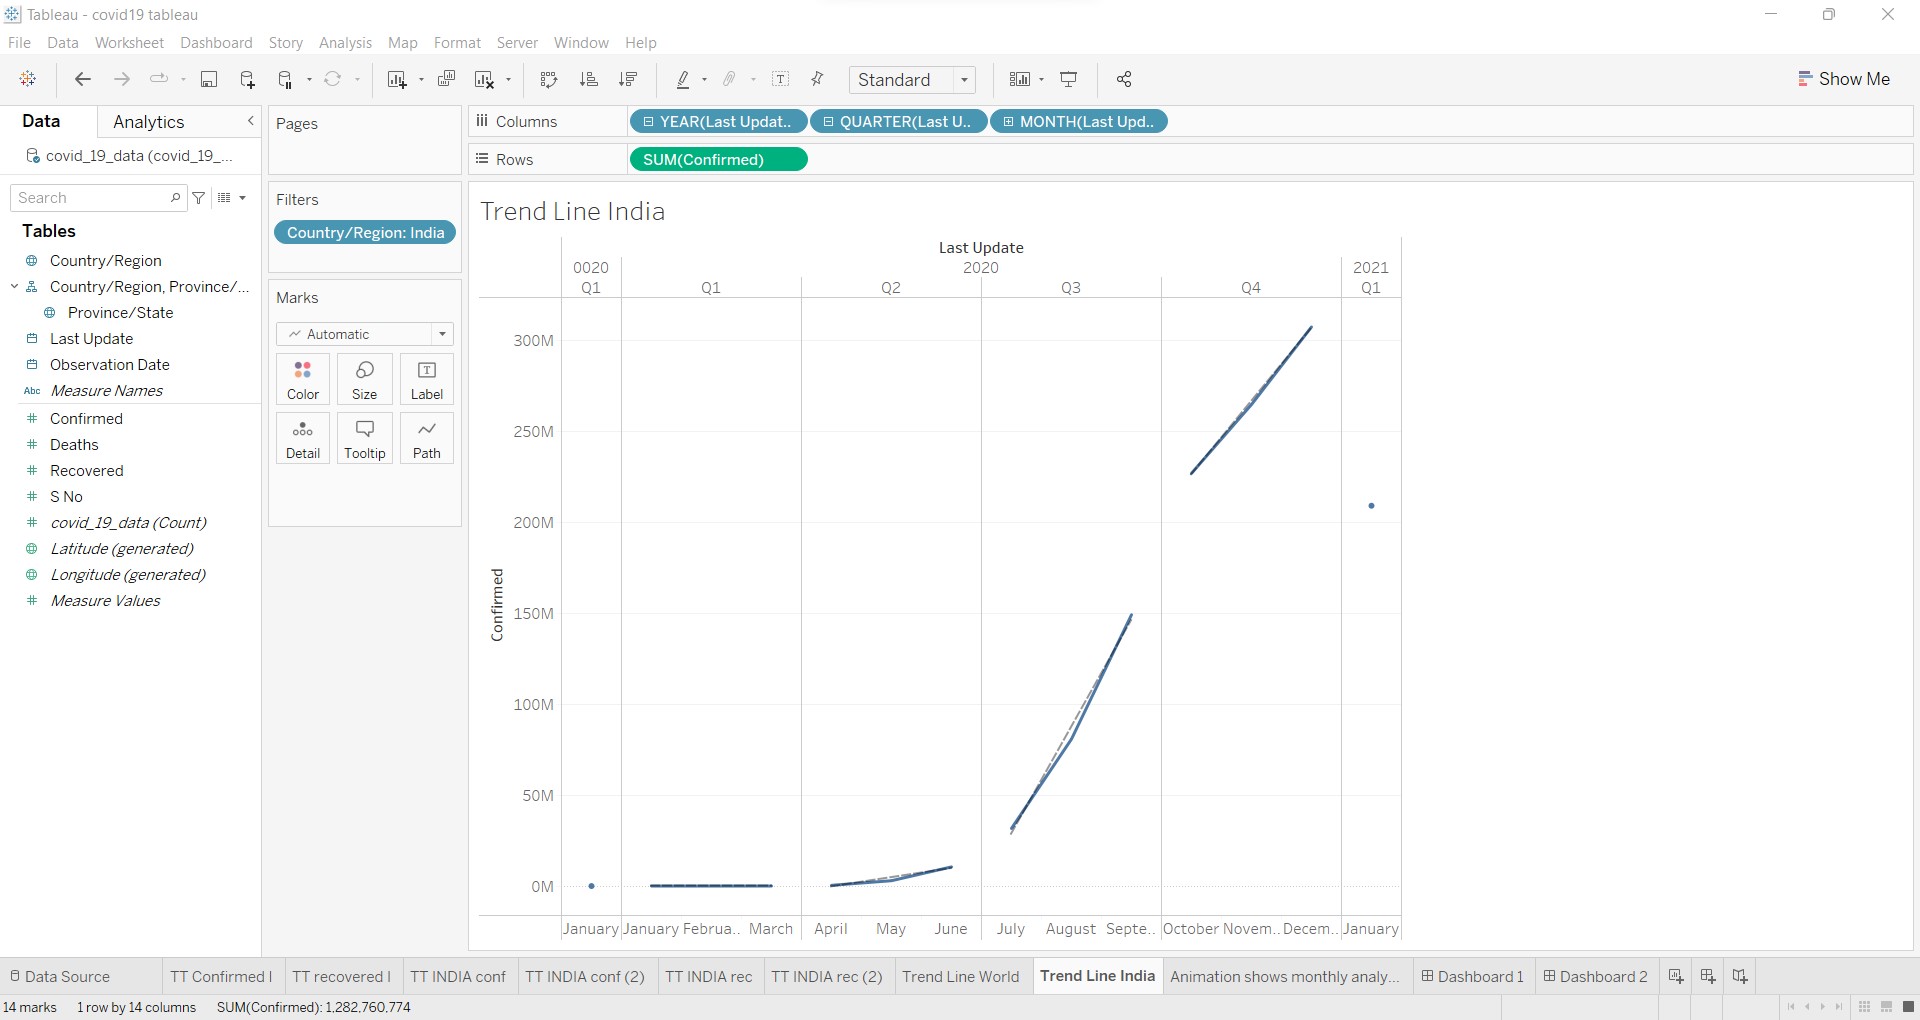 Tableau - covid19 tableau
File Data Worksheet Dashboard Story Analysis Map Format Server Window Help
Standard
Show Me
Data Analytics
covid_19_data (covid_19_...
Search
Tables
Country/Region
Country/Region, Province/...
Province/State
Last Update
Observation Date
Abc Measure Names
Confirmed
Deaths
Recovered
S No
covid_19_data (Count)
Latitude (generated)
Longitude (generated)
Measure Values
Pages
Filters
Country/Region: India
Marks
Automatic
Color Size Label
Detail Tooltip Path
Columns YEAR(Last Updat.. QUARTER(Last U.. MONTH(Last Upd..
Rows SUM(Confirmed)
Trend Line India
Last Update
0020 2020 2021
Q1 Q1 Q2 Q3 Q4 Q1
300M
250M
200M
150M
100M
50M
0M
Confirmed
January January Februa.. March April May June July August Septe.. October Novem.. Decem.. January
Data Source TT Confirmed I TT recovered I TT INDIA conf TT INDIA conf (2) TT INDIA rec TT INDIA rec (2) Trend Line World Trend Line India Animation shows monthly analy... Dashboard 1 Dashboard 2
14 marks 1 row by 14 columns SUM(Confirmed): 1,282,760,774